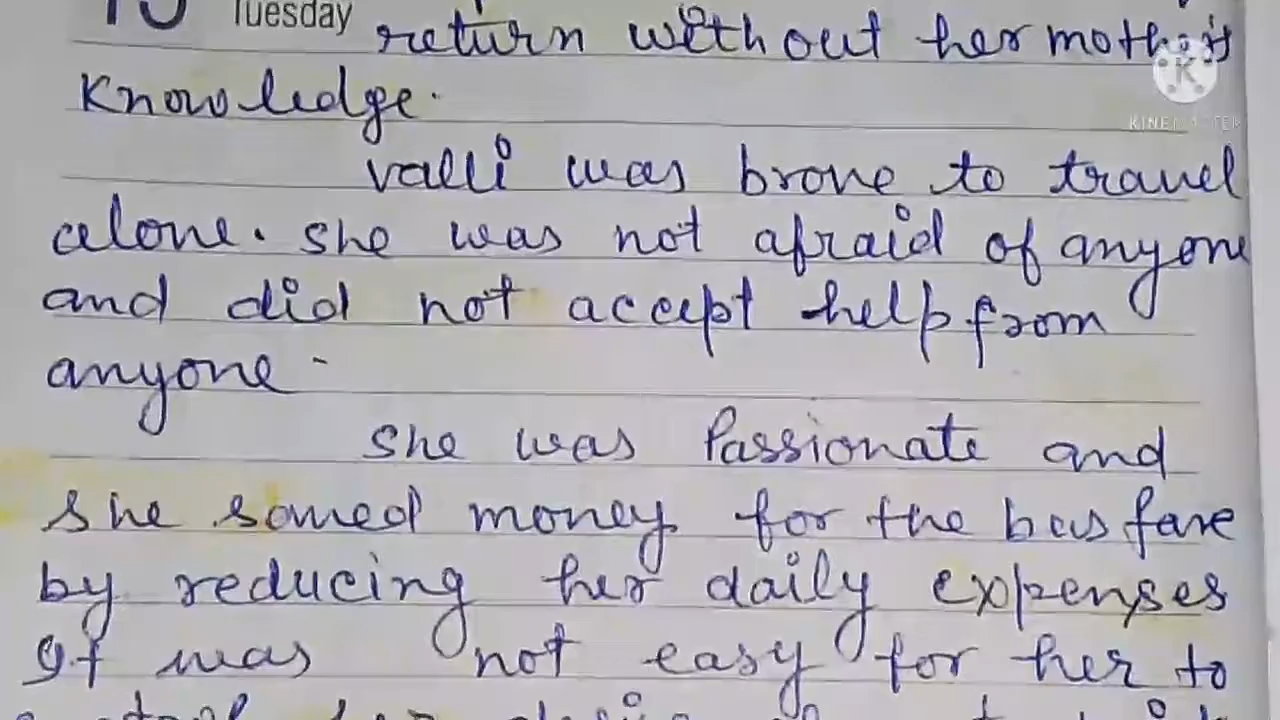 Tuesday
return without her mother's
Knowledge.
Valli was brave to travel
alone. She was not afraid of anyone
and did not accept help from
anyone.
She was Passionate and
she saved money for the bus fare
by reducing her daily expenses
It was not easy for her to
KINEMASTER